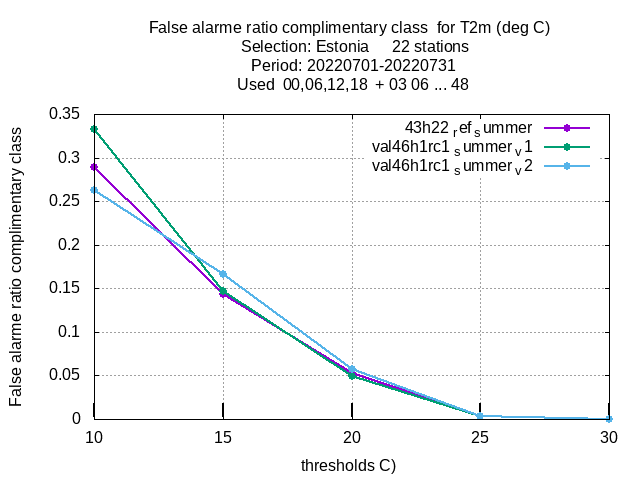 False alarme ratio complimentary class  for T2m (deg C)
Selection: Estonia     22 stations
Period: 20220701-20220731
Used  00,06,12,18  + 03 06 ... 48
False alarme ratio complimentary class
0.35
0.3
0.25
0.2
0.15
0.1
0.05
0
43h22 ref summer
val46h1rc1 summer v1
val46h1rc1 summer v2
10 15 20 25 30
thresholds C)